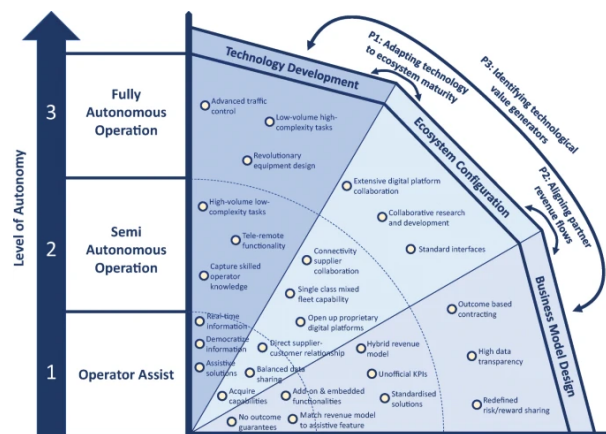 Level of Autonomy
3
Fully
Autonomous
Operation
2
Semi
Autonomous
Operation
1
Operator Assist
Technology Development
Ecosystem Configuration
Business Model Design
P1: Adapting technology
to ecosystem maturity
P3: Identifying technological
value generators
P2: Aligning partner
revenue flows
Advanced traffic
control
Low-volume high-
complexity tasks
Revolutionary
equipment design
High-volume low-
complexity tasks
Tele-remote
functionality
Capture skilled
operator
knowledge
Real-time
information
Democratize
information
Assistive
solutions
Extensive digital platform
collaboration
Collaborative research
and development
Standard interfaces
Connectivity
supplier
collaboration
Single class mixed
fleet capability
Open up proprietary
digital platforms
Direct supplier-
customer relationship
Balanced data
sharing
Acquire
capabilities
Outcome based
contracting
High data
transparency
Redefined
risk/reward sharing
Hybrid revenue
model
Unofficial KPIs
Standardised
solutions
Add-on & embedded
functionalities
No outcome
guarantees
Match revenue model
to assistive feature